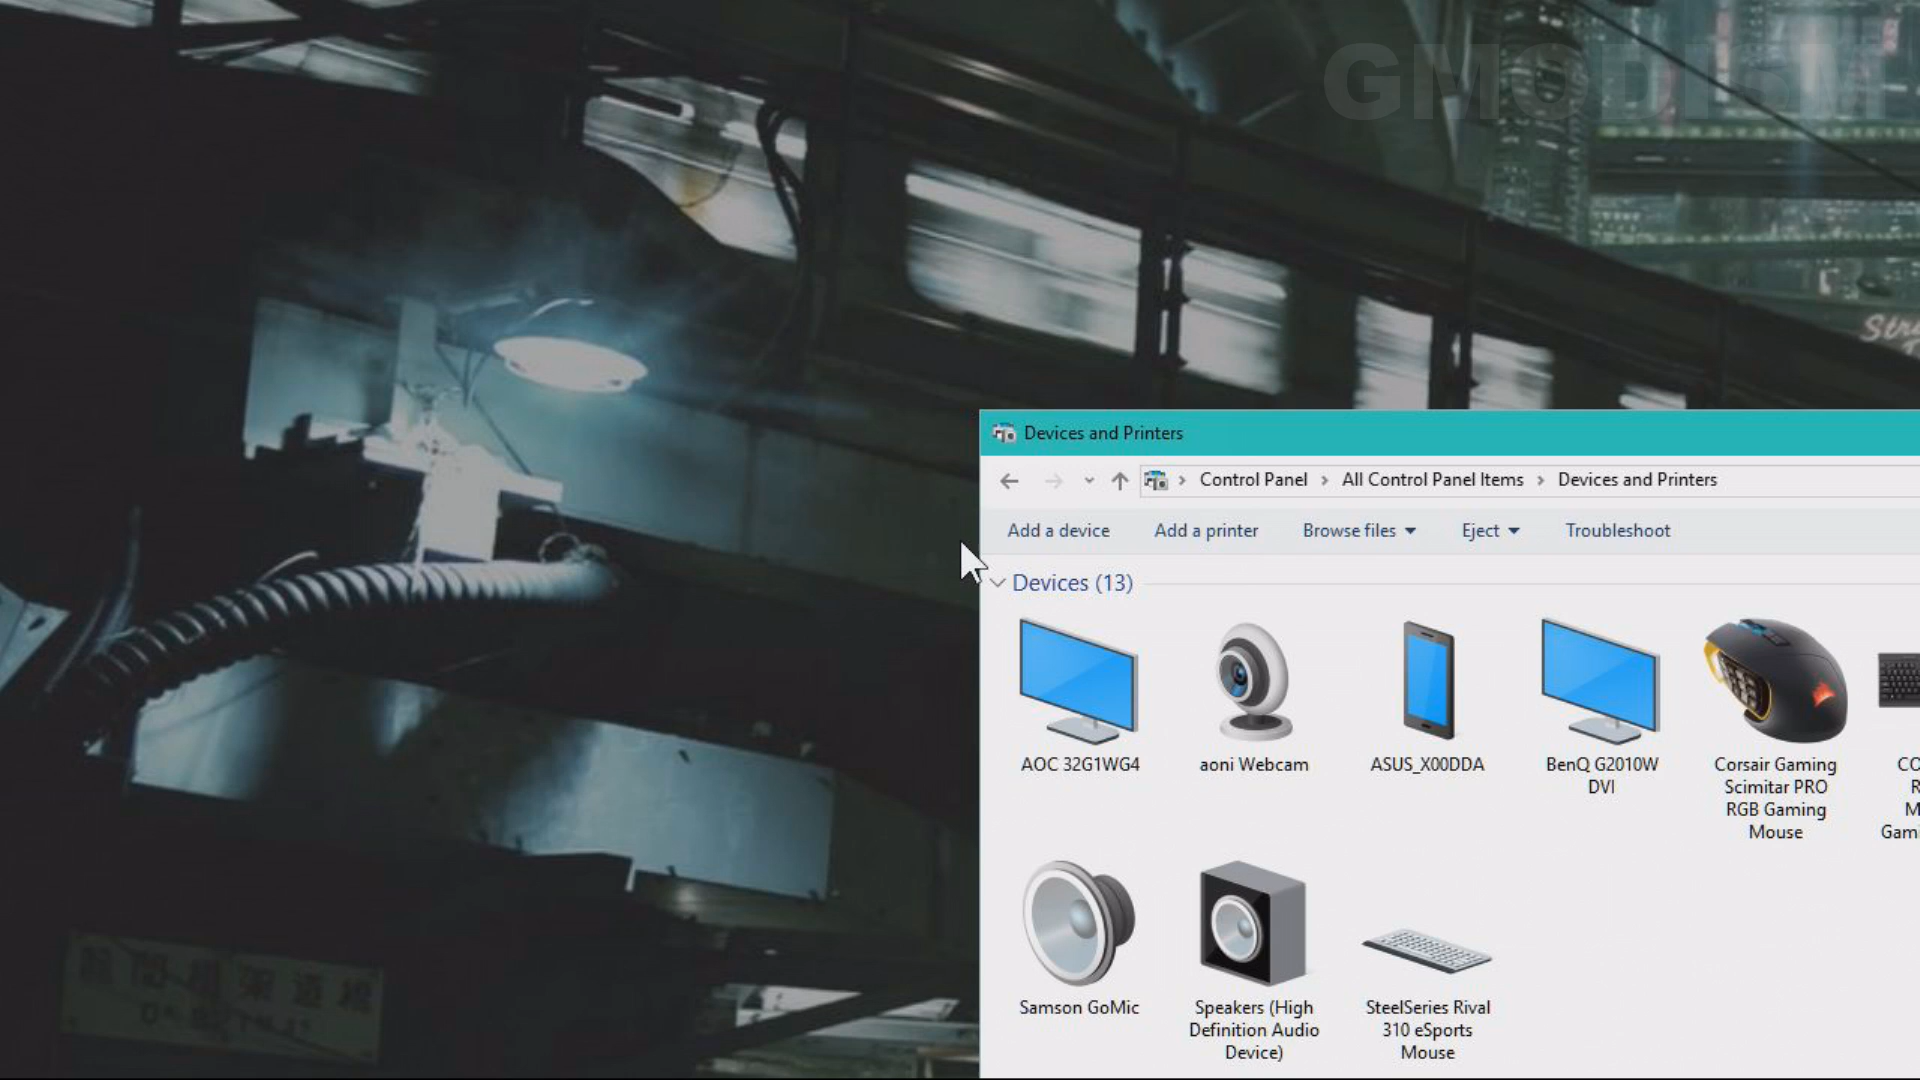 GMODISM
Devices and Printers
Control Panel > All Control Panel Items > Devices and Printers
Add a device Add a printer Browse files Eject Troubleshoot
Devices (13)
AOC 32G1WG4
aoni Webcam
ASUS_X00DDA
BenQ G2010W
DVI
Corsair Gaming
Scimitar PRO
RGB Gaming
Mouse
Samson GoMic
Speakers (High
Definition Audio
Device)
SteelSeries Rival
310 eSports
Mouse